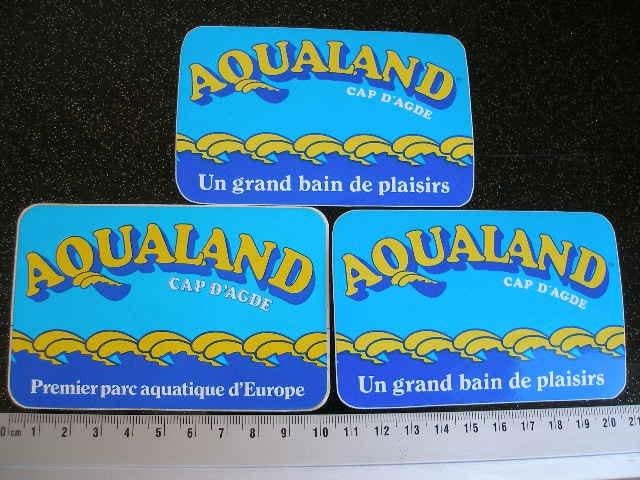 AQUALAND
CAP D'AGDE
Un grand bain de plaisirs
AQUALAND
CAP D'AGDE
Premier parc aquatique d'Europe
AQUALAND
CAP D'AGDE
Un grand bain de plaisirs
0 cm 1 2 3 4 5 6 7 8 9 10 11 12 13 14 15 16 17 18 19 20 21